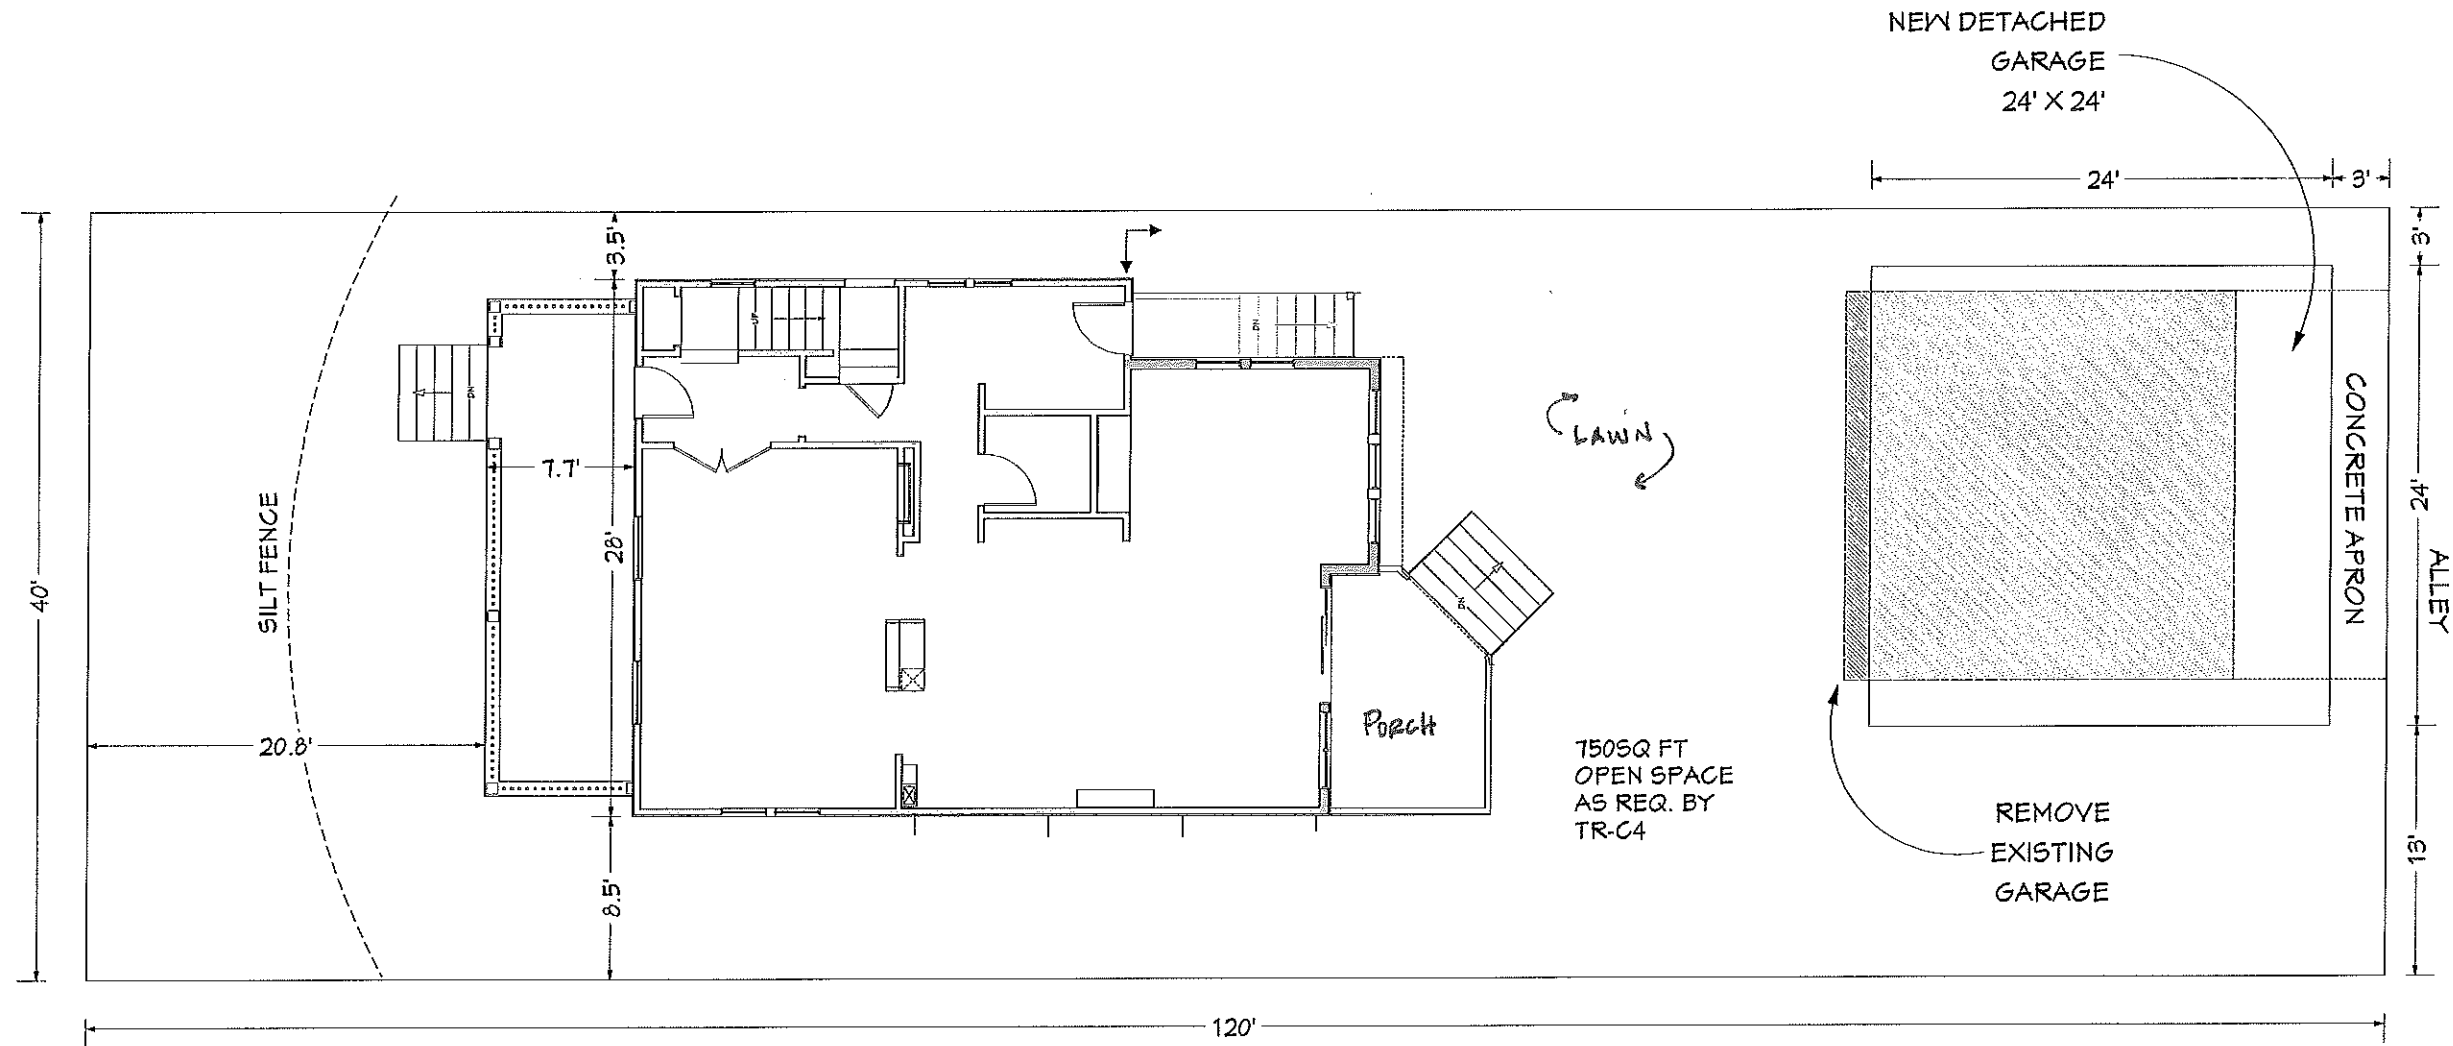 NEW DETACHED
GARAGE
24' X 24'
24'
3'
3.5'
3'
UP
DN
DN
LAWN
CONCRETE APRON
7.7'
SILT FENCE
28'
24'
ALLEY
40'
DN
PORCH
20.8'
750SQ FT
OPEN SPACE
AS REQ. BY
TR-C4
REMOVE
EXISTING
GARAGE
13'
8.5'
120'